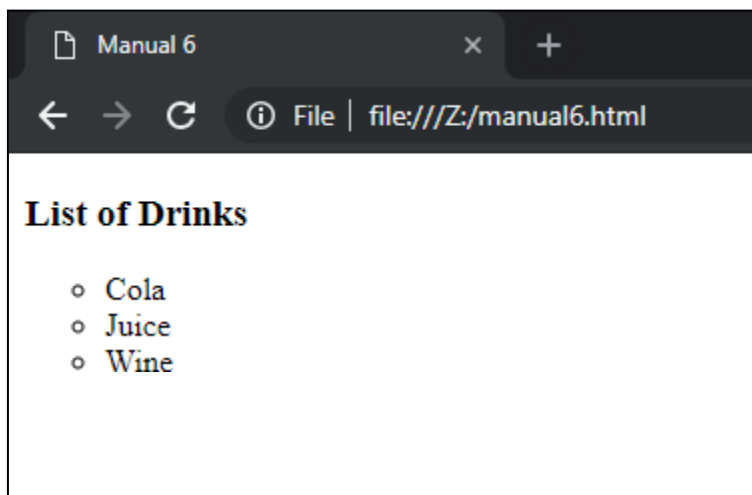 Manual 6
File file:///Z:/manual6.html
List of Drinks
Cola
Juice
Wine